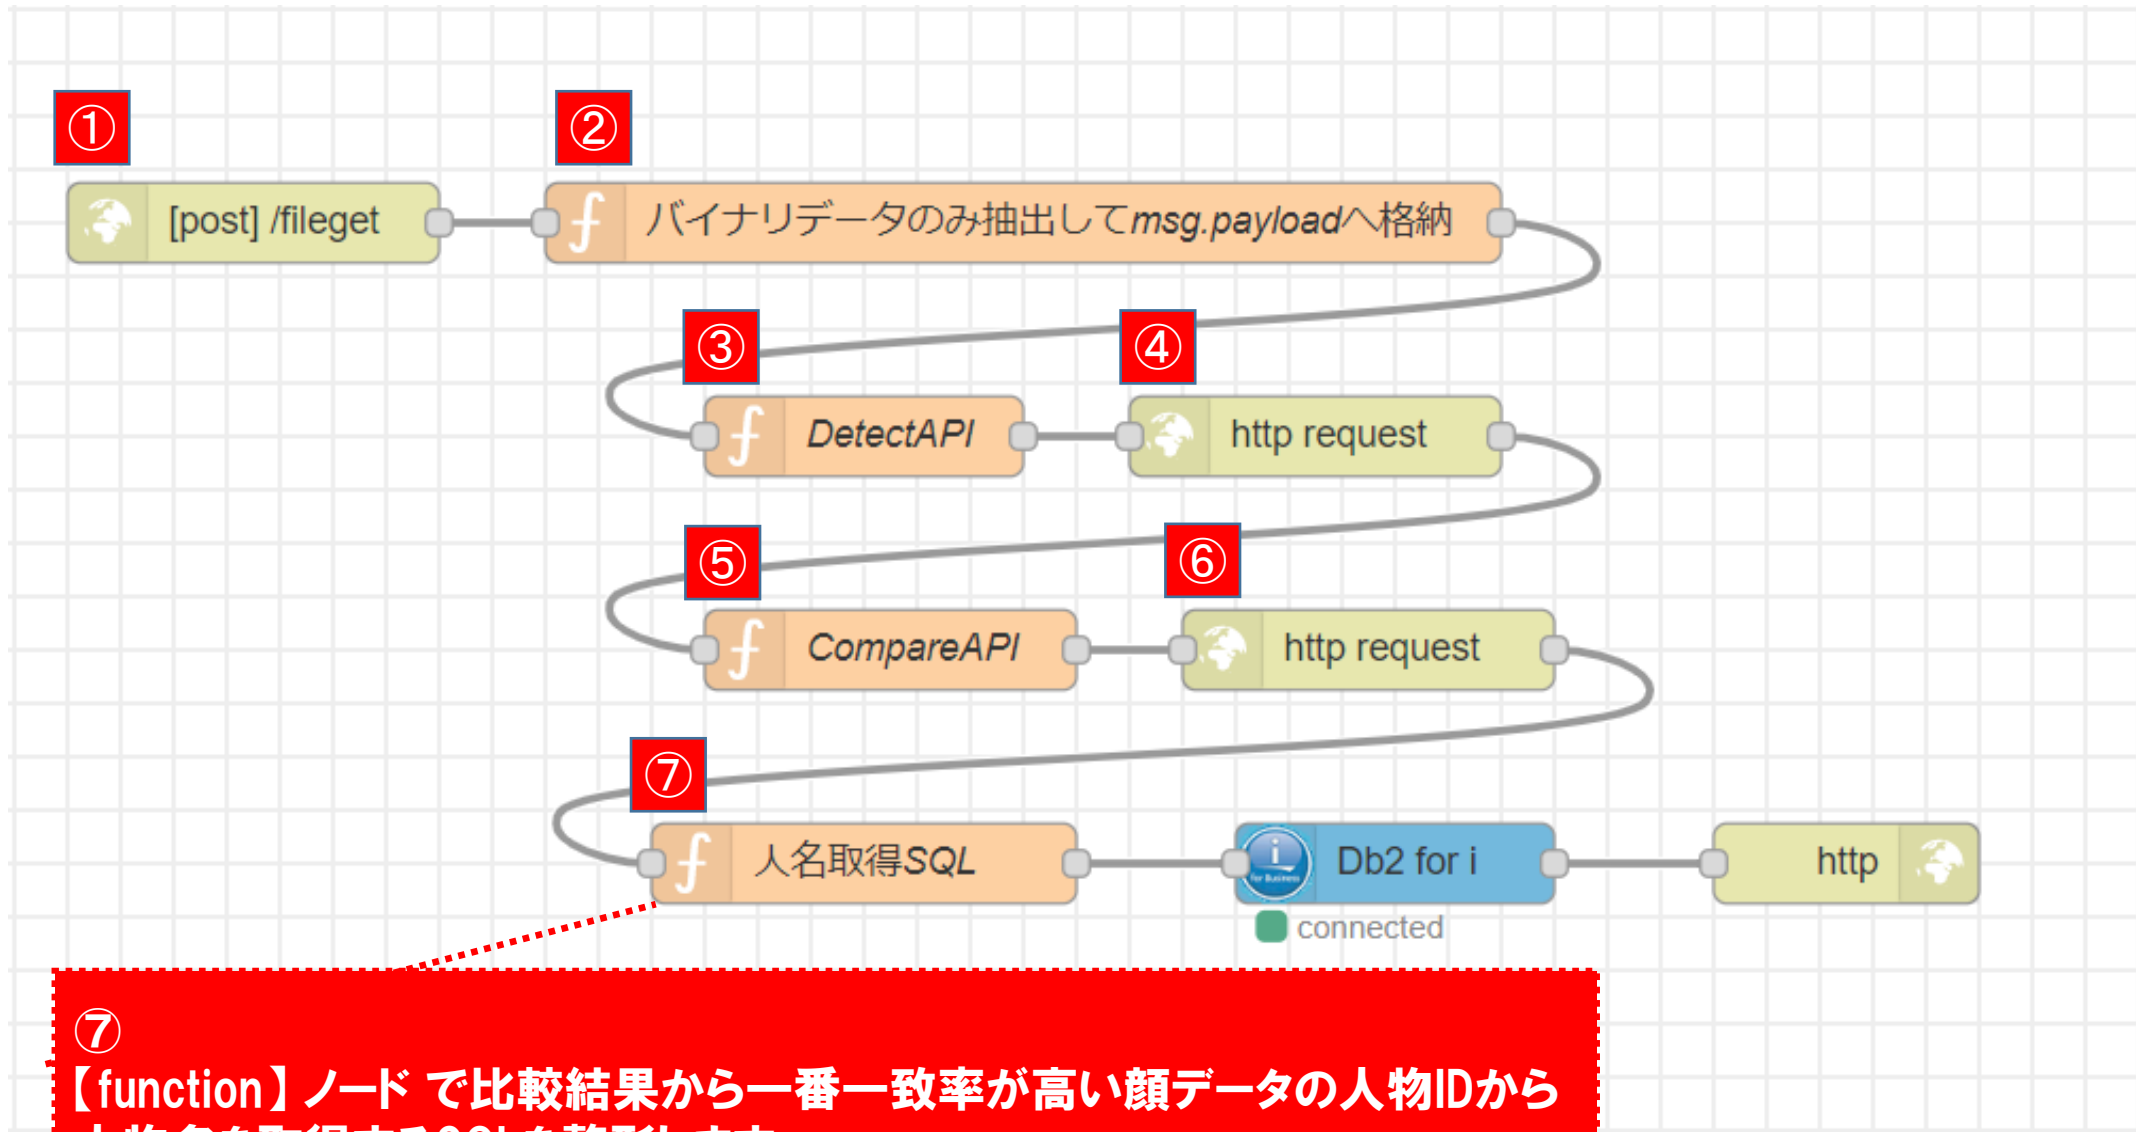 ①
②
[post] /fileget
バイナリデータのみ抽出してmsg.payloadへ格納
③
④
DetectAPI
http request
⑤
⑥
CompareAPI
http request
⑦
人名取得SQL
Db2 for i
http
i
for Business
connected
⑦
【function】ノード で比較結果から一番一致率が高い顔データの人物IDから